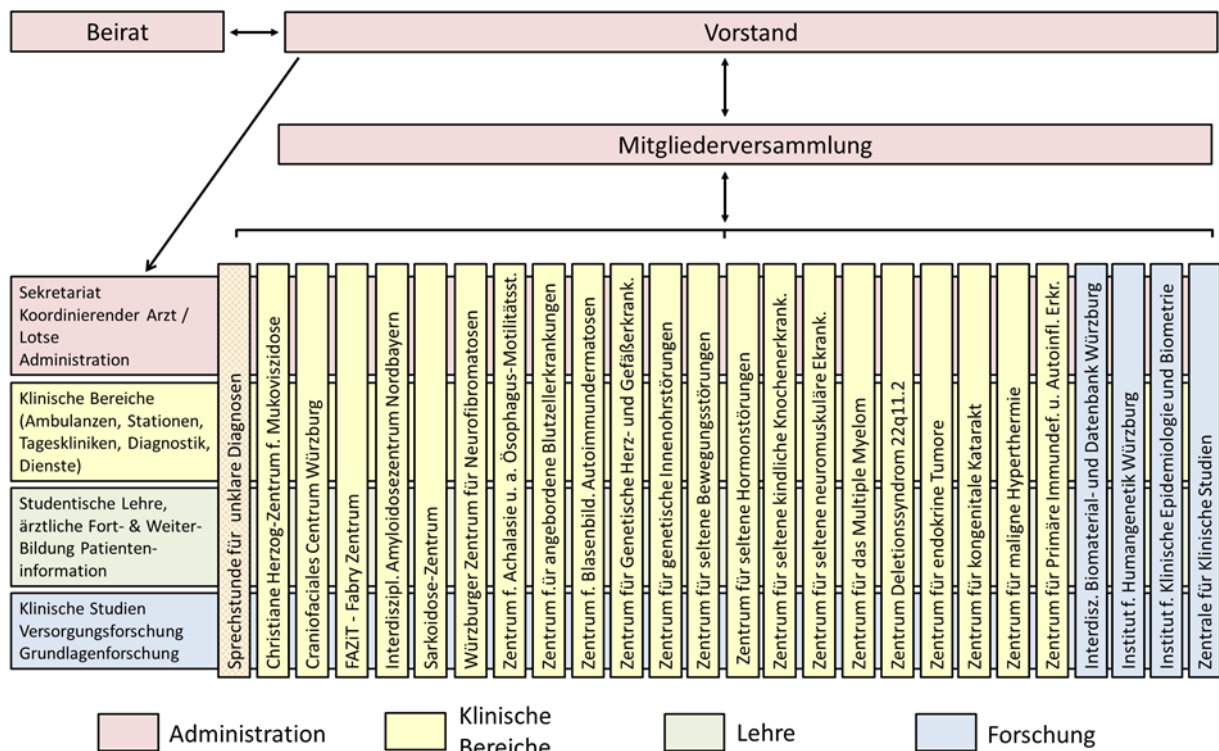 Beirat
Vorstand
Mitgliederversammlung
Sekretariat
Koordinierender Arzt /
Lotse
Administration
Klinische Bereiche
(Ambulanzen, Stationen,
Tageskliniken, Diagnostik,
Dienste)
Studentische Lehre,
ärztliche Fort- & Weiter-
Bildung Patienten-
information
Klinische Studien
Versorgungsforschung
Grundlagenforschung
Sprechstunde für unklare Diagnosen
Christiane Herzog-Zentrum f. Mukoviszidose
Craniofaciales Centrum Würzburg
FAZiT - Fabry Zentrum
Interdiszipl. Amyloidosezentrum Nordbayern
Sarkoidose-Zentrum
Würzburger Zentrum für Neurofibromatosen
Zentrum f. Achalasie u. a. Ösophagus-Motilitätsst.
Zentrum f.für angebordene Blutzellerkrankungen
Zentrum f. Blasenbild. Autoimmundermatosen
Zentrum für Genetische Herz- und Gefäßerkrank.
Zentrum für genetische Innenohrstörungen
Zentrum für seltene Bewegungsstörungen
Zentrum für seltene Hormonstörungen
Zentrum für seltene kindliche Knochenerkrank.
Zentrum für seltene neuromuskuläre Ekrank.
Zentrum für das Multiple Myelom
Zentrum Deletionssyndrom 22q11.2
Zentrum für endokrine Tumore
Zentrum für kongenitale Katarakt
Zentrum für maligne Hyperthermie
Zentrum für Primäre Immundef. u. Autoinfl. Erkr.
Interdisz. Biomaterial- und Datenbank Würzburg
Institut f. Humangenetik Würzburg
Institut f. Klinische Epidemiologie und Biometrie
Zentrale für Klinische Studien
Administration
Klinische
Bereiche
Lehre
Forschung